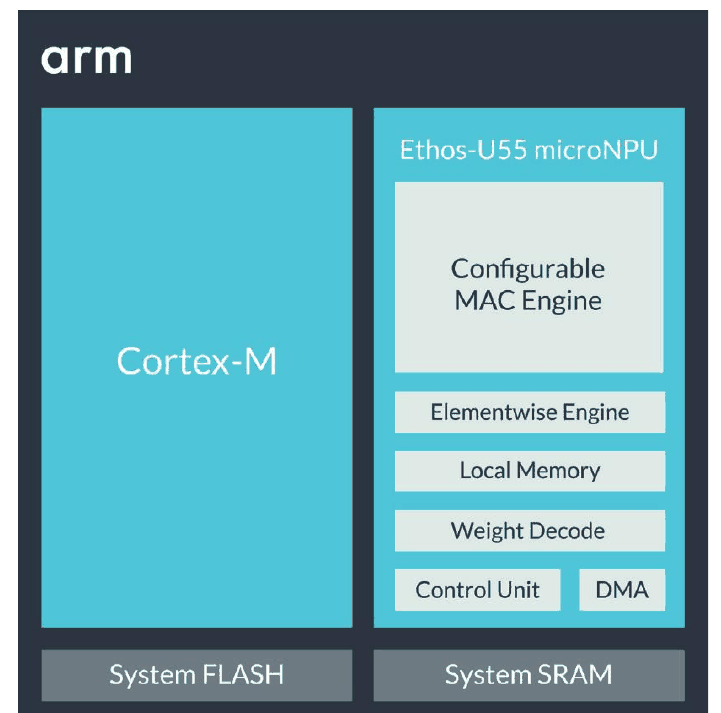 arm
Cortex-M
Ethos-U55 microNPU
Configurable
MAC Engine
Elementwise Engine
Local Memory
Weight Decode
Control Unit
DMA
System FLASH
System SRAM